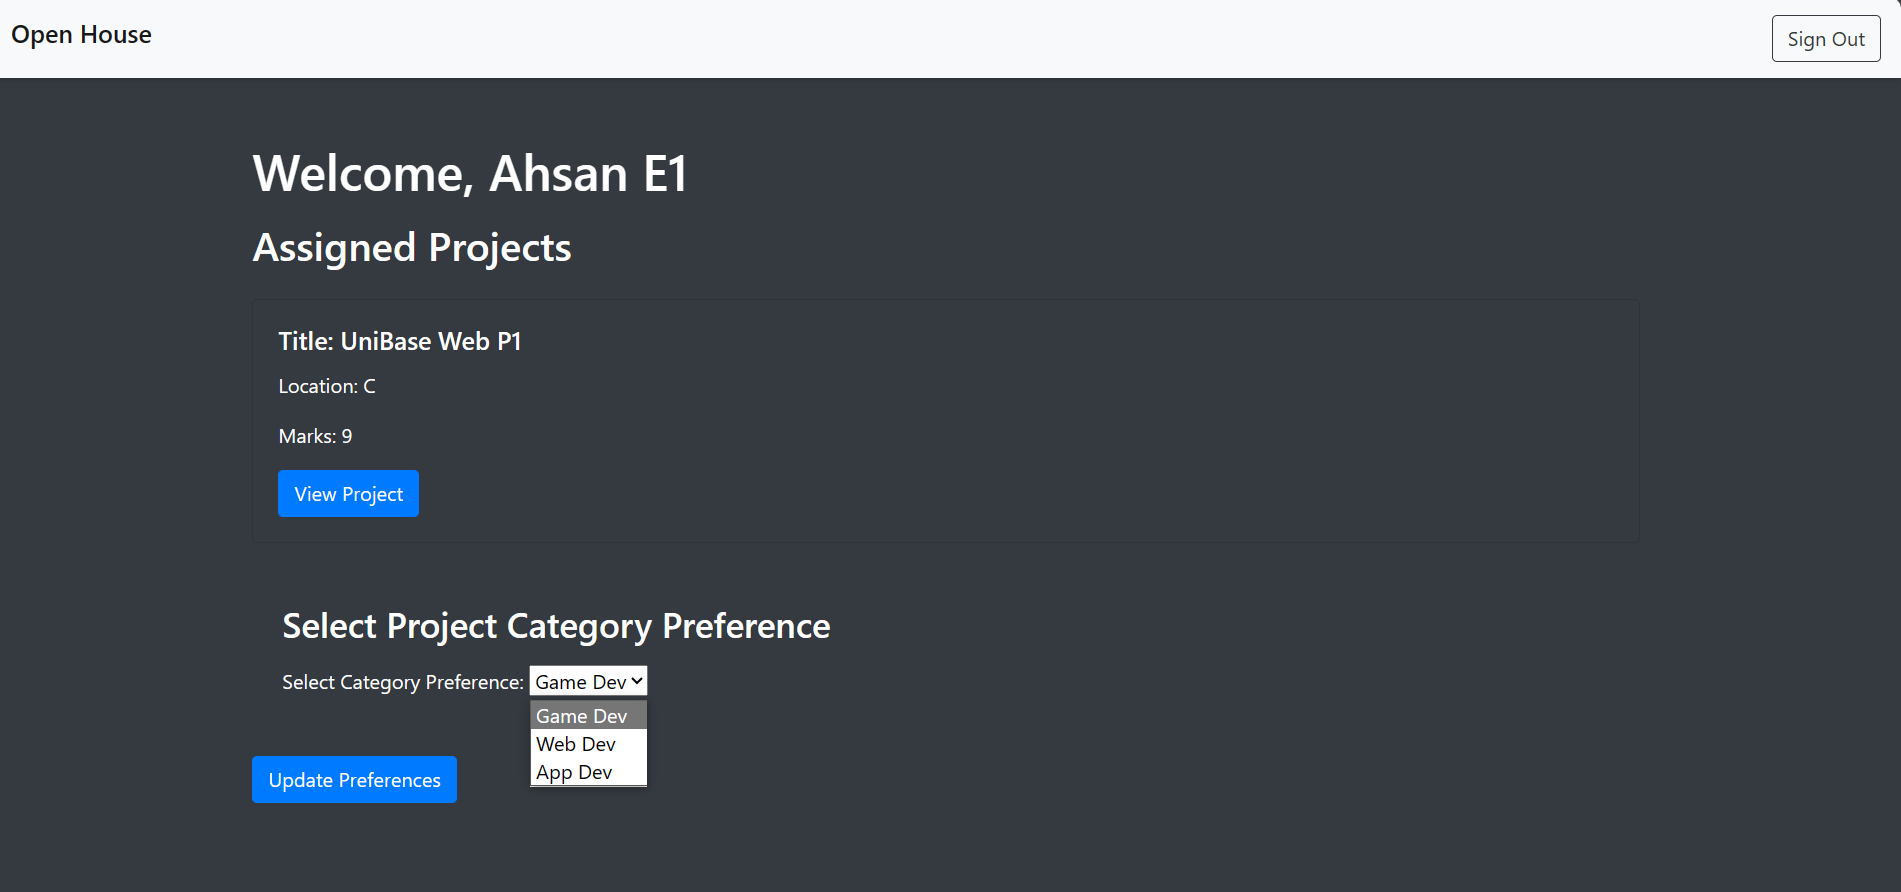 Open House
Sign Out
Welcome, Ahsan E1
Assigned Projects
Title: UniBase Web P1
Location: C
Marks: 9
View Project
Select Project Category Preference
Select Category Preference: Game Dev
Game Dev
Web Dev
App Dev
Update Preferences